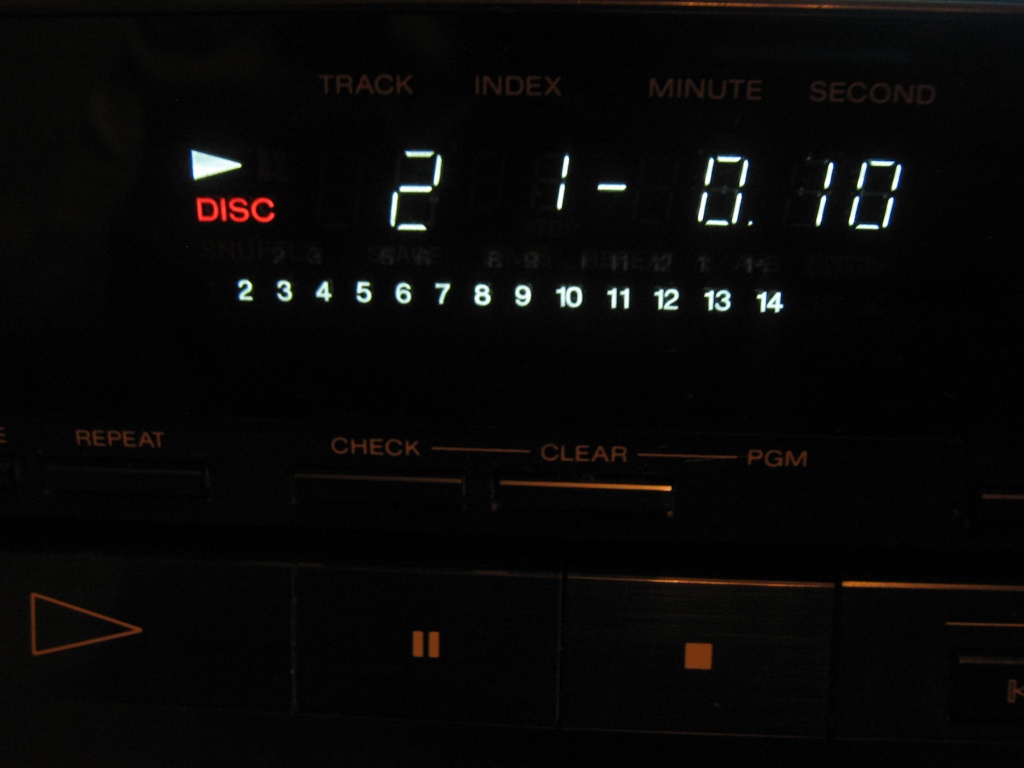 TRACK INDEX MINUTE SECOND
2 1 - 0. 10
DISC
2 3 4 5 6 7 8 9 10 11 12 13 14
REPEAT CHECK CLEAR PGM